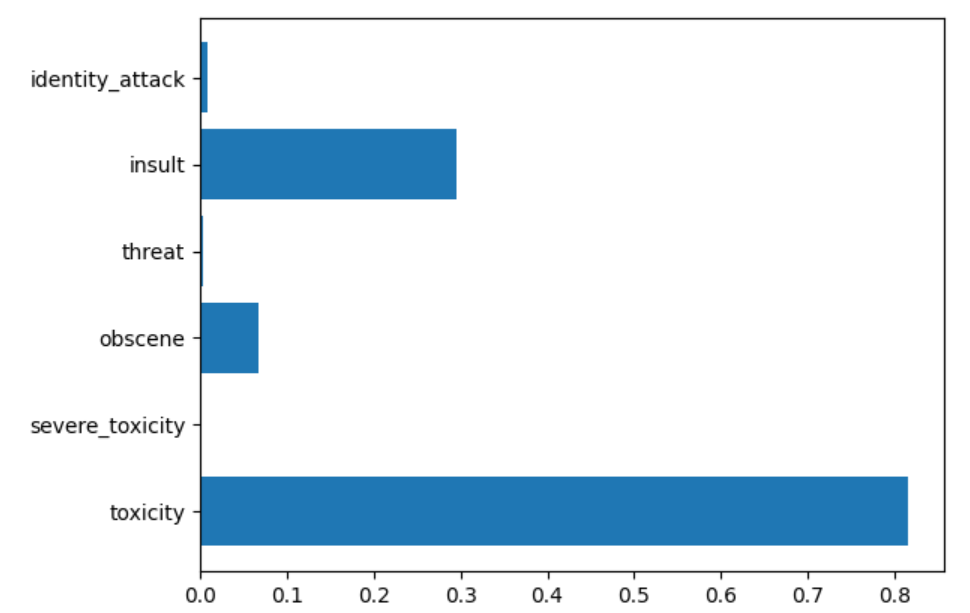 identity_attack
insult
threat
obscene
severe_toxicity
toxicity
0.0 0.1 0.2 0.3 0.4 0.5 0.6 0.7 0.8